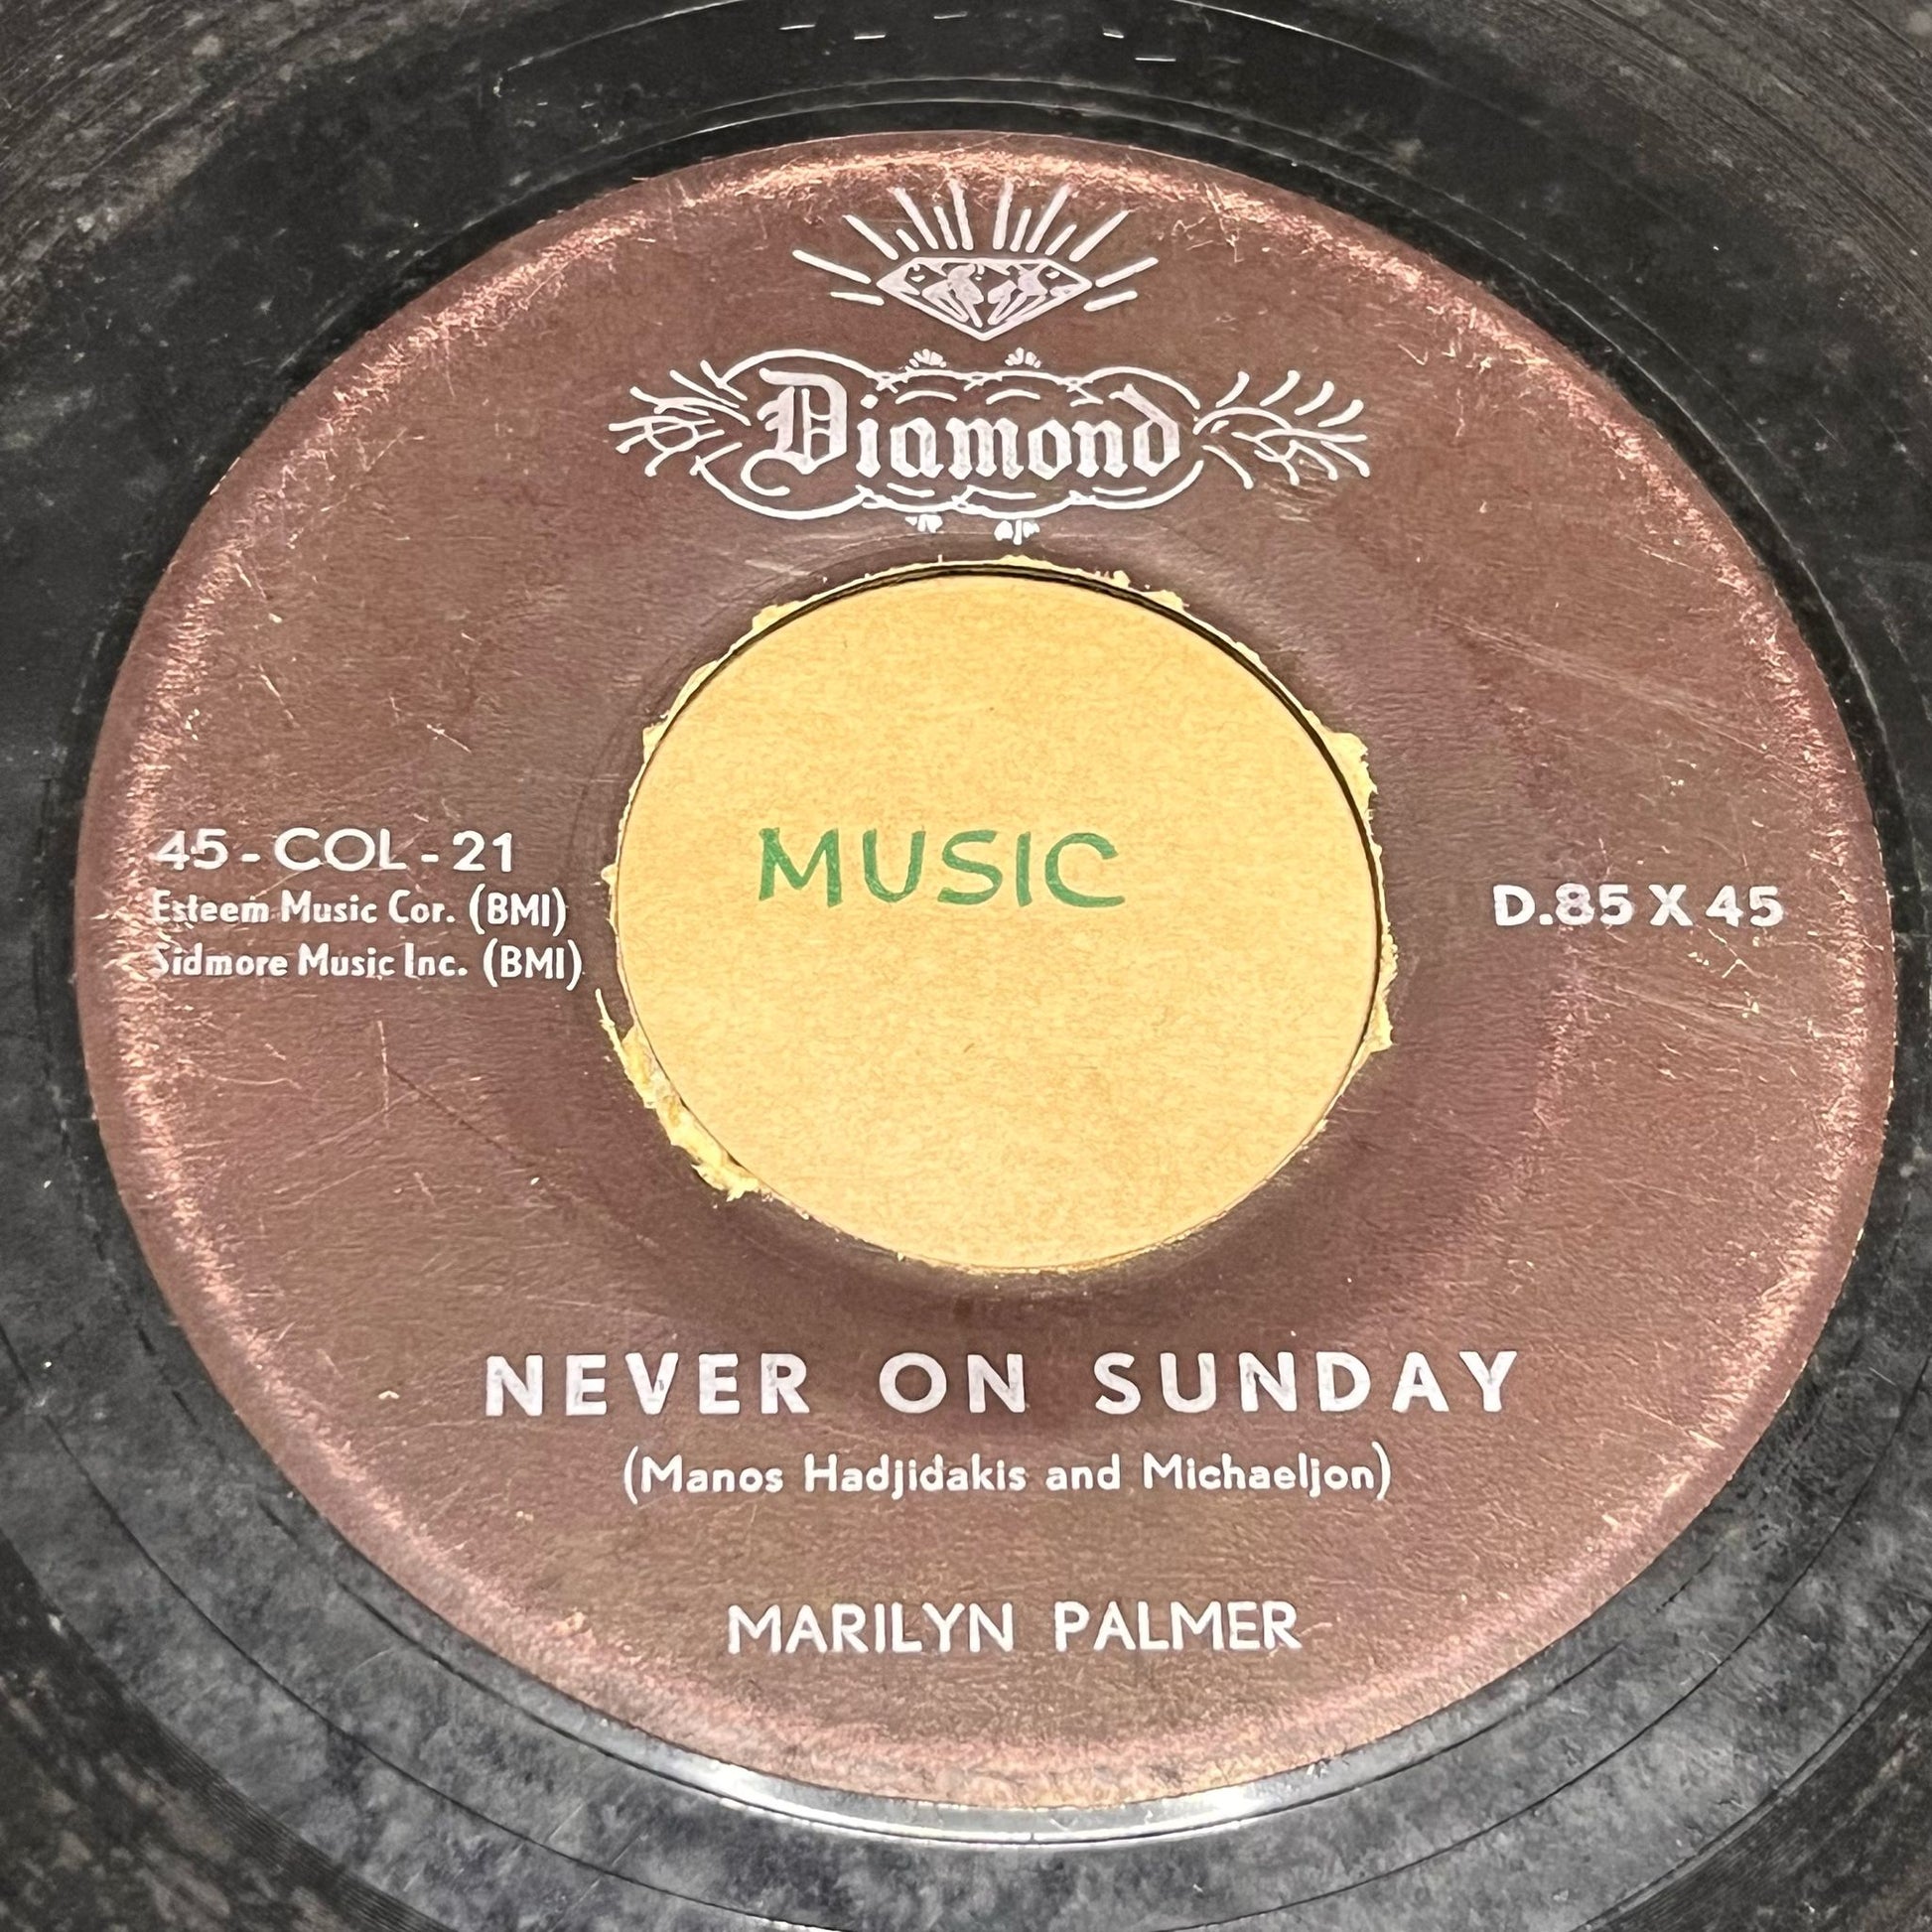 Diamond
45 - COL - 21
Esteem Music Cor. (BMI)
Sidmore Music Inc. (BMI)
MUSIC
D.85 X 45
NEVER ON SUNDAY
(Manos Hadjidakis and Michaeljon)
MARILYN PALMER